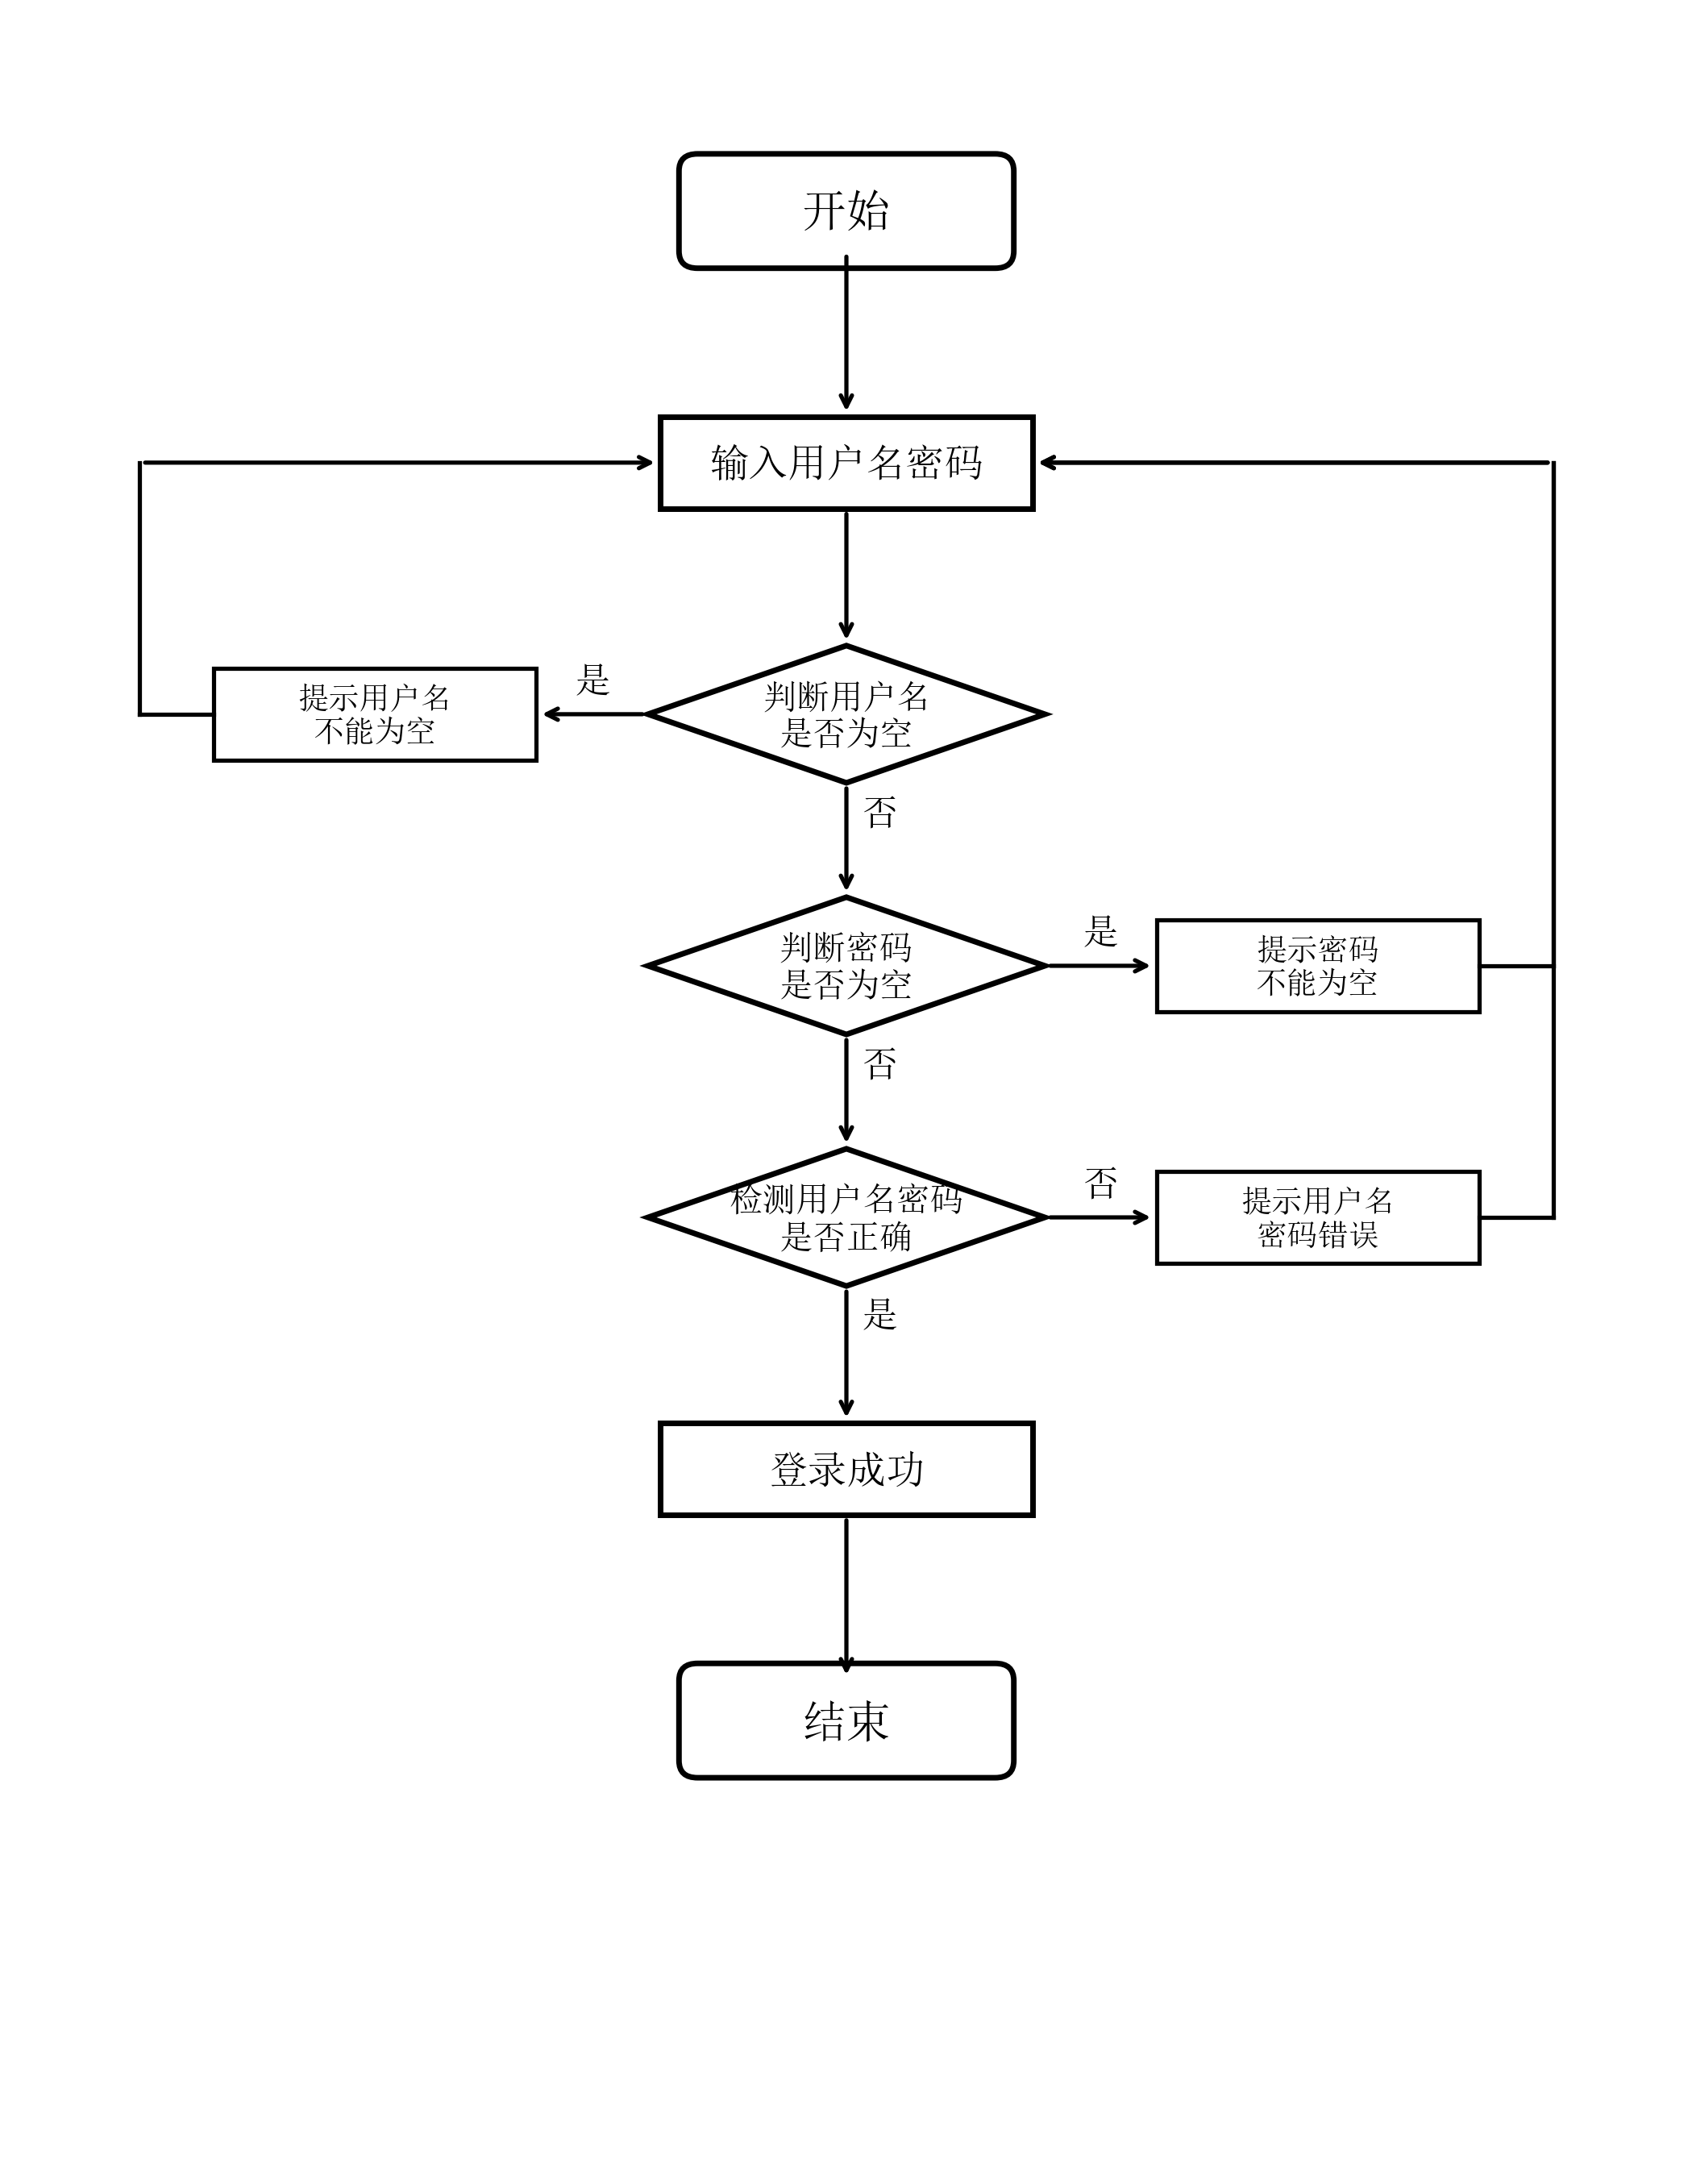 开始
输入用户名密码
是
提示用户名
不能为空
判断用户名
是否为空
否
判断密码
是否为空
是
提示密码
不能为空
否
检测用户名密码
是否正确
否
提示用户名
密码错误
是
登录成功
结束